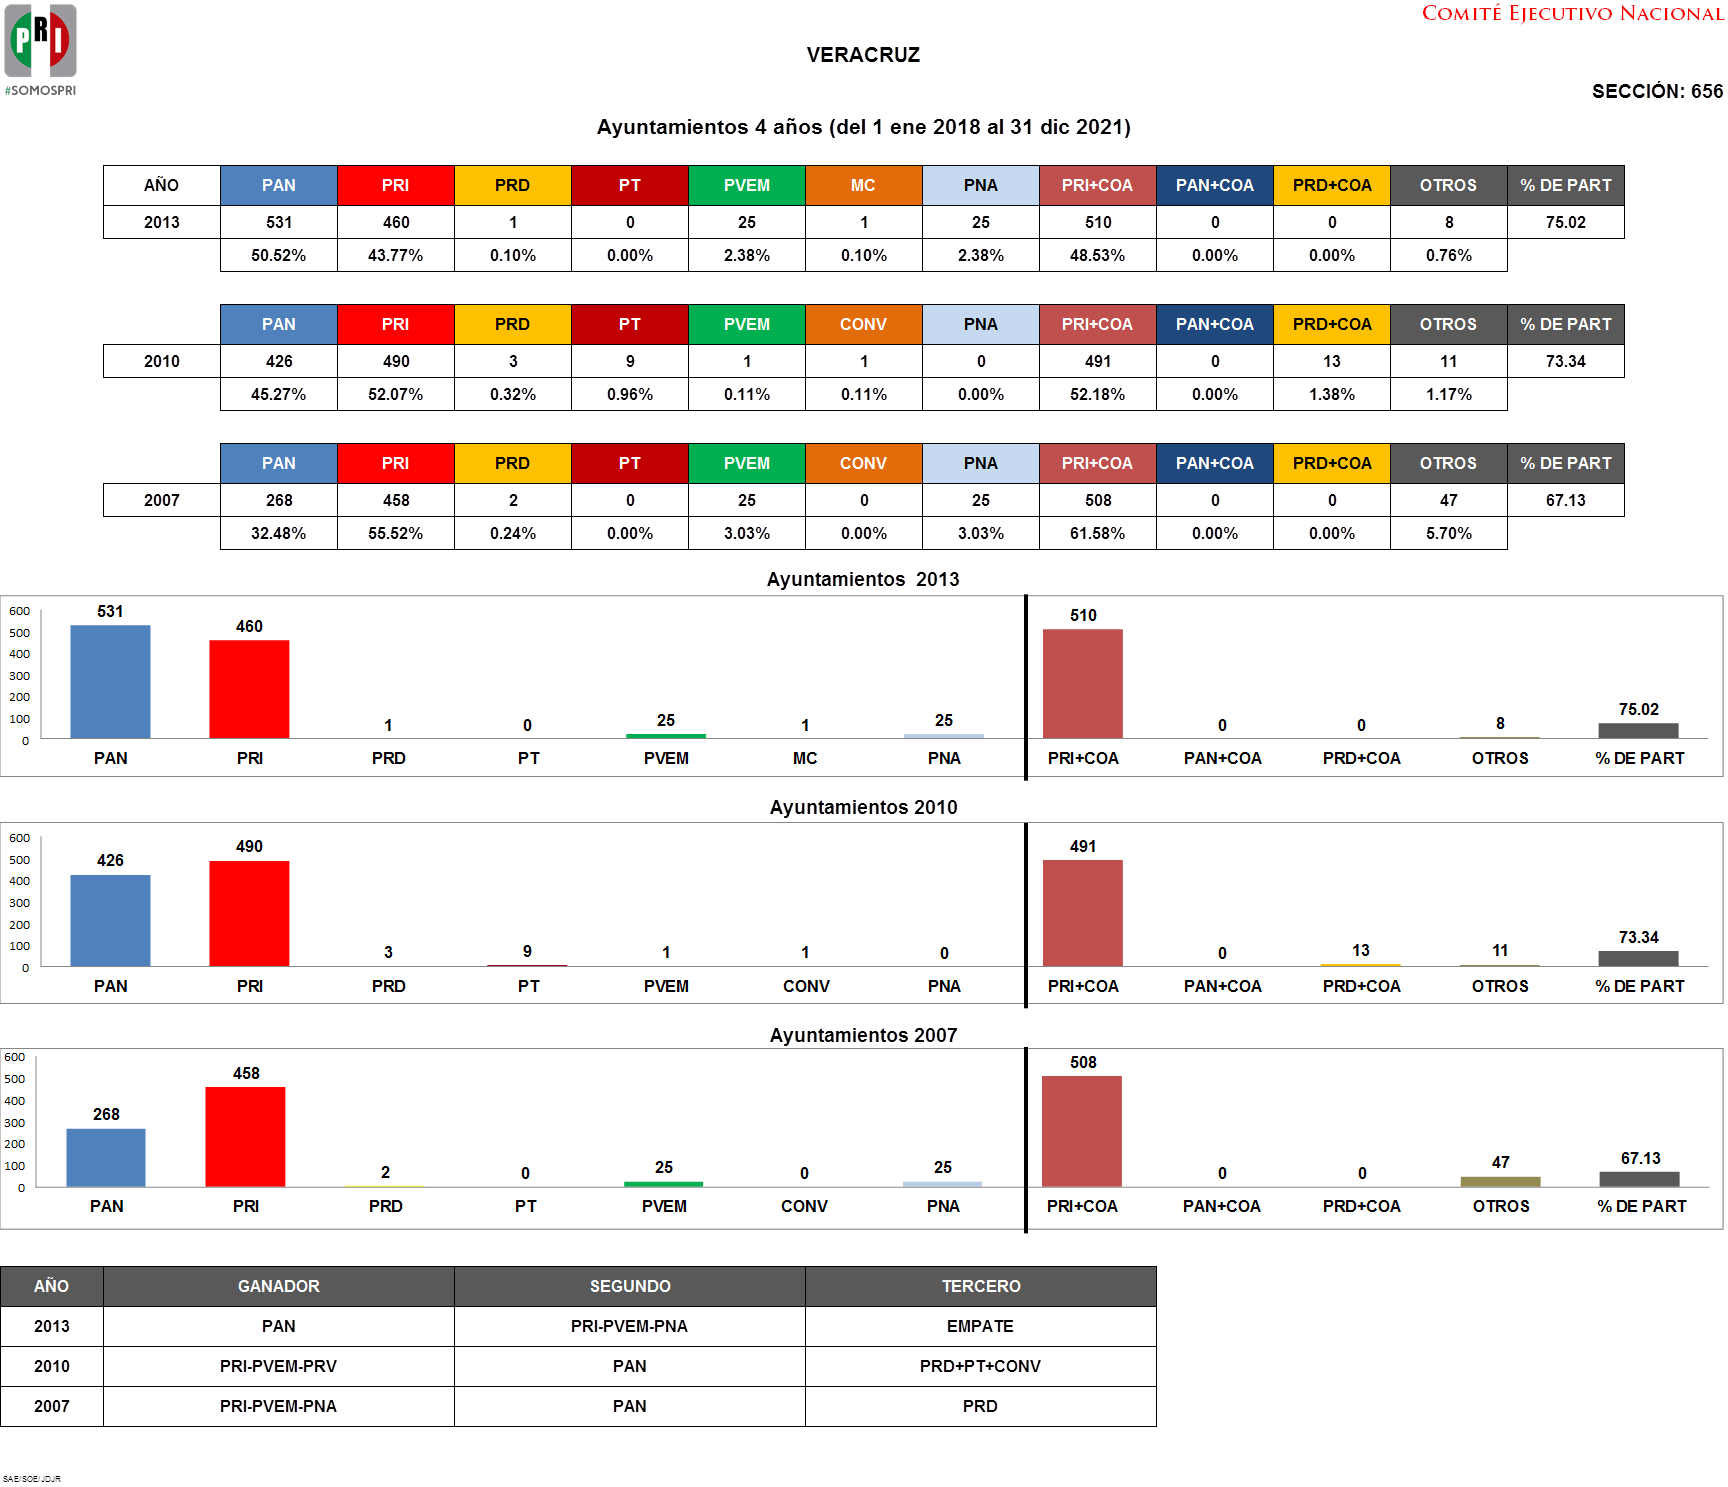 PRI
#SOMOSPRI
COMITÉ EJECUTIVO NACIONAL
VERACRUZ
SECCIÓN: 656
Ayuntamientos 4 años (del 1 ene 2018 al 31 dic 2021)
AÑO PAN PRI PRD PT PVEM MC PNA PRI+COA PAN+COA PRD+COA OTROS % DE PART
2013 531 460 1 0 25 1 25 510 0 0 8 75.02
50.52% 43.77% 0.10% 0.00% 2.38% 0.10% 2.38% 48.53% 0.00% 0.00% 0.76%
PAN PRI PRD PT PVEM CONV PNA PRI+COA PAN+COA PRD+COA OTROS % DE PART
2010 426 490 3 9 1 1 0 491 0 13 11 73.34
45.27% 52.07% 0.32% 0.96% 0.11% 0.11% 0.00% 52.18% 0.00% 1.38% 1.17%
PAN PRI PRD PT PVEM CONV PNA PRI+COA PAN+COA PRD+COA OTROS % DE PART
2007 268 458 2 0 25 0 25 508 0 0 47 67.13
32.48% 55.52% 0.24% 0.00% 3.03% 0.00% 3.03% 61.58% 0.00% 0.00% 5.70%
Ayuntamientos 2013
600
500
400
300
200
100
0
531 460 1 0 25 1 25 510 0 0 8 75.02
PAN PRI PRD PT PVEM MC PNA PRI+COA PAN+COA PRD+COA OTROS % DE PART
Ayuntamientos 2010
600
500
400
300
200
100
0
426 490 3 9 1 1 0 491 0 13 11 73.34
PAN PRI PRD PT PVEM CONV PNA PRI+COA PAN+COA PRD+COA OTROS % DE PART
Ayuntamientos 2007
600
500
400
300
200
100
0
268 458 2 0 25 0 25 508 0 0 47 67.13
PAN PRI PRD PT PVEM CONV PNA PRI+COA PAN+COA PRD+COA OTROS % DE PART
AÑO GANADOR SEGUNDO TERCERO
2013 PAN PRI-PVEM-PNA EMPATE
2010 PRI-PVEM-PRV PAN PRD+PT+CONV
2007 PRI-PVEM-PNA PAN PRD
SAE/SOE/JDJR